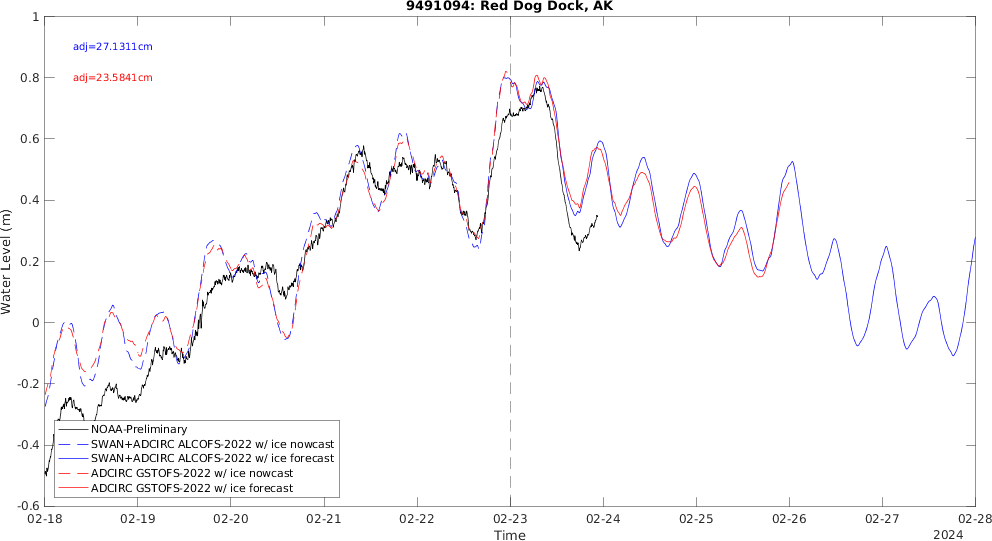 9491094: Red Dog Dock, AK
adj=27.1311cm
adj=23.5841cm
Water Level (m)
1
0.8
0.6
0.4
0.2
0
-0.2
-0.4
-0.6
NOAA-Preliminary
SWAN+ADCIRC ALCOFS-2022 w/ ice nowcast
SWAN+ADCIRC ALCOFS-2022 w/ ice forecast
ADCIRC GSTOFS-2022 w/ ice nowcast
ADCIRC GSTOFS-2022 w/ ice forecast
02-18 02-19 02-20 02-21 02-22 02-23 02-24 02-25 02-26 02-27 02-28
Time
2024